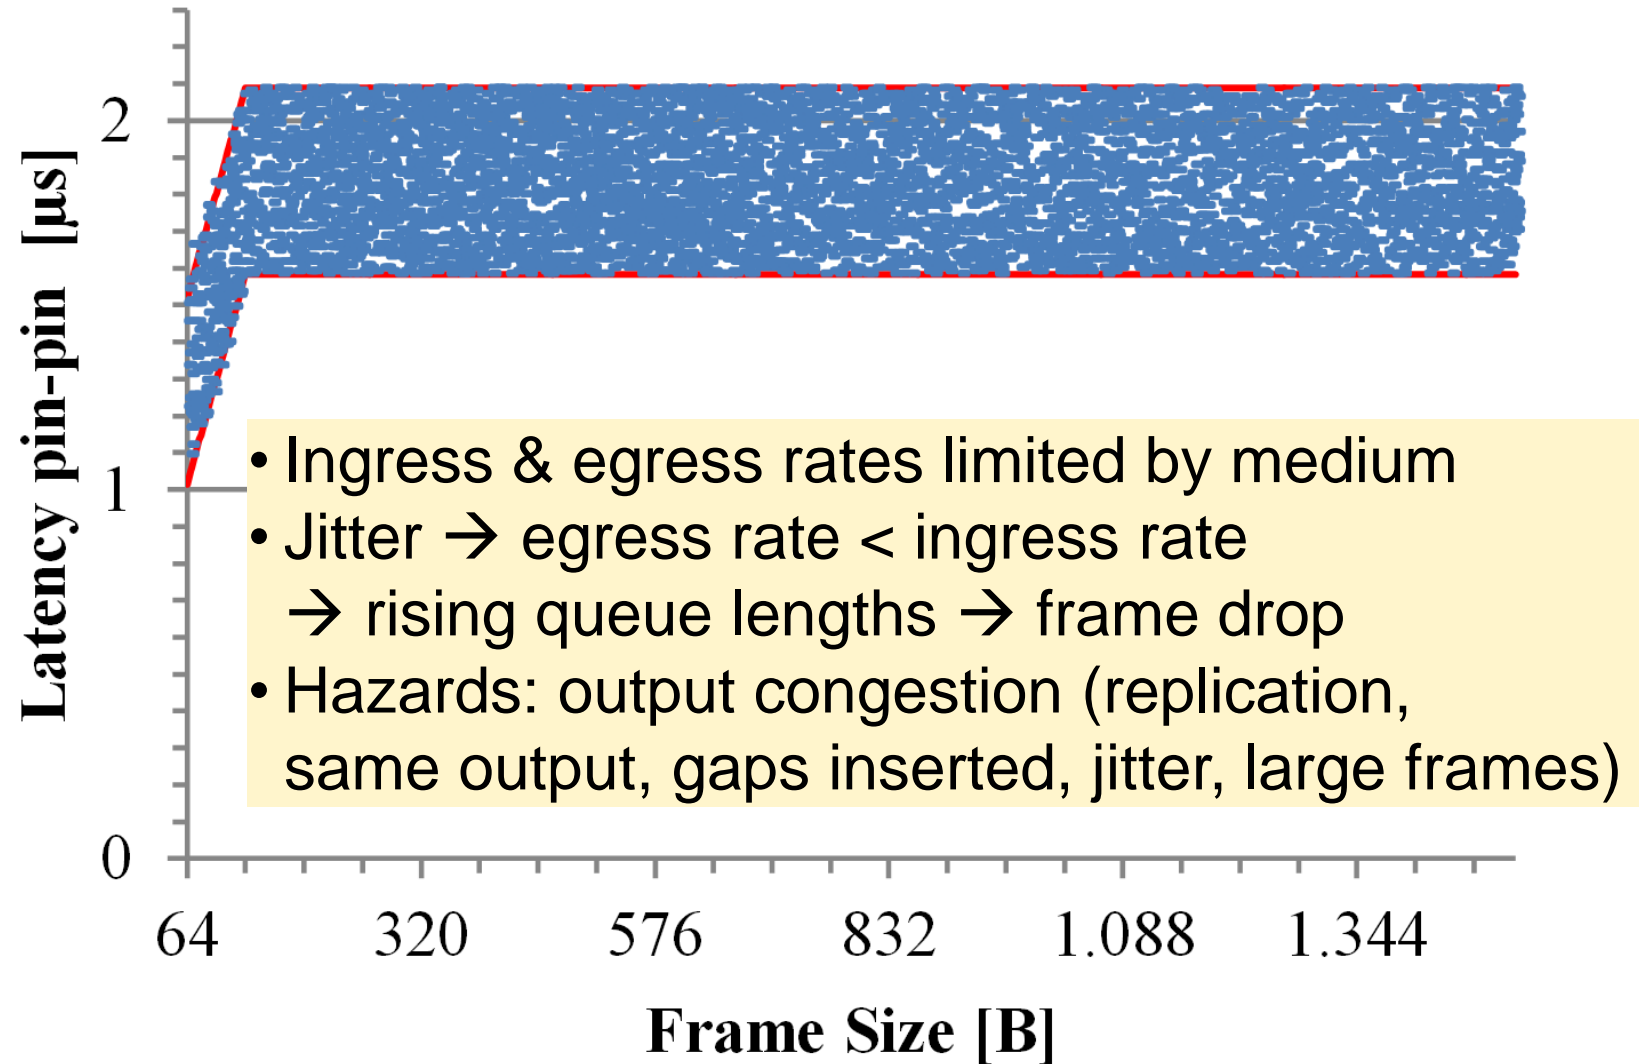 Latency pin-pin [µs]
2
1
0
• Ingress & egress rates limited by medium
• Jitter → egress rate < ingress rate
→ rising queue lengths → frame drop
• Hazards: output congestion (replication,
same output, gaps inserted, jitter, large frames)
64 320 576 832 1.088 1.344
Frame Size [B]